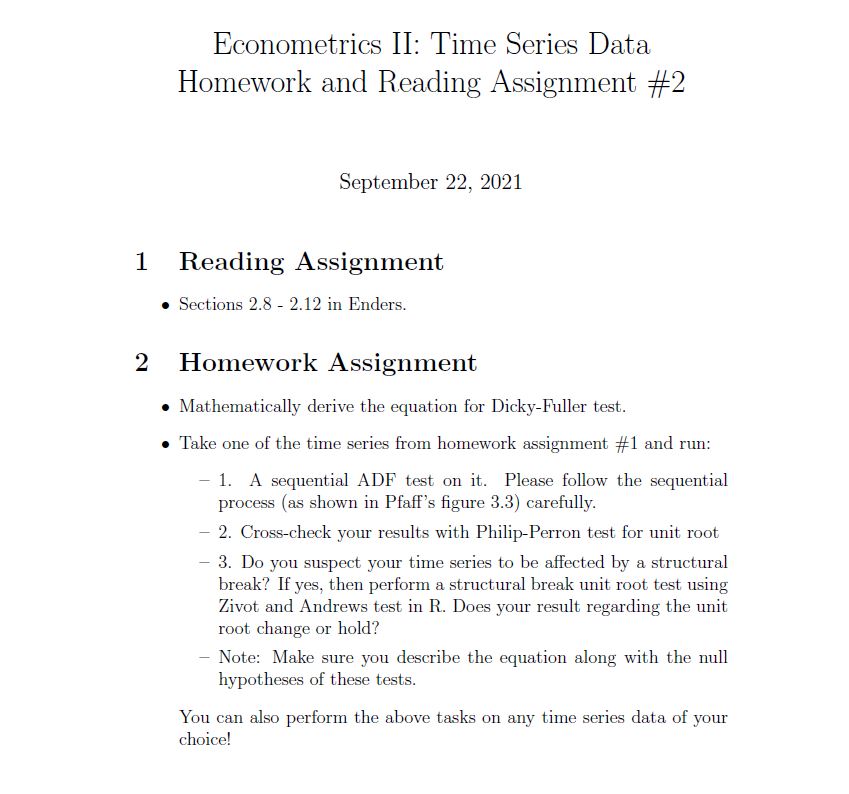 Econometrics II: Time Series Data
Homework and Reading Assignment #2
September 22, 2021
1 Reading Assignment
• Sections 2.8 - 2.12 in Enders.
2 Homework Assignment
• Mathematically derive the equation for Dicky-Fuller test.
• Take one of the time series from homework assignment #1 and run:
– 1. A sequential ADF test on it. Please follow the sequential
process (as shown in Pfaff's figure 3.3) carefully.
– 2. Cross-check your results with Philip-Perron test for unit root
– 3. Do you suspect your time series to be affected by a structural
break? If yes, then perform a structural break unit root test using
Zivot and Andrews test in R. Does your result regarding the unit
root change or hold?
– Note: Make sure you describe the equation along with the null
hypotheses of these tests.
You can also perform the above tasks on any time series data of your
choice!